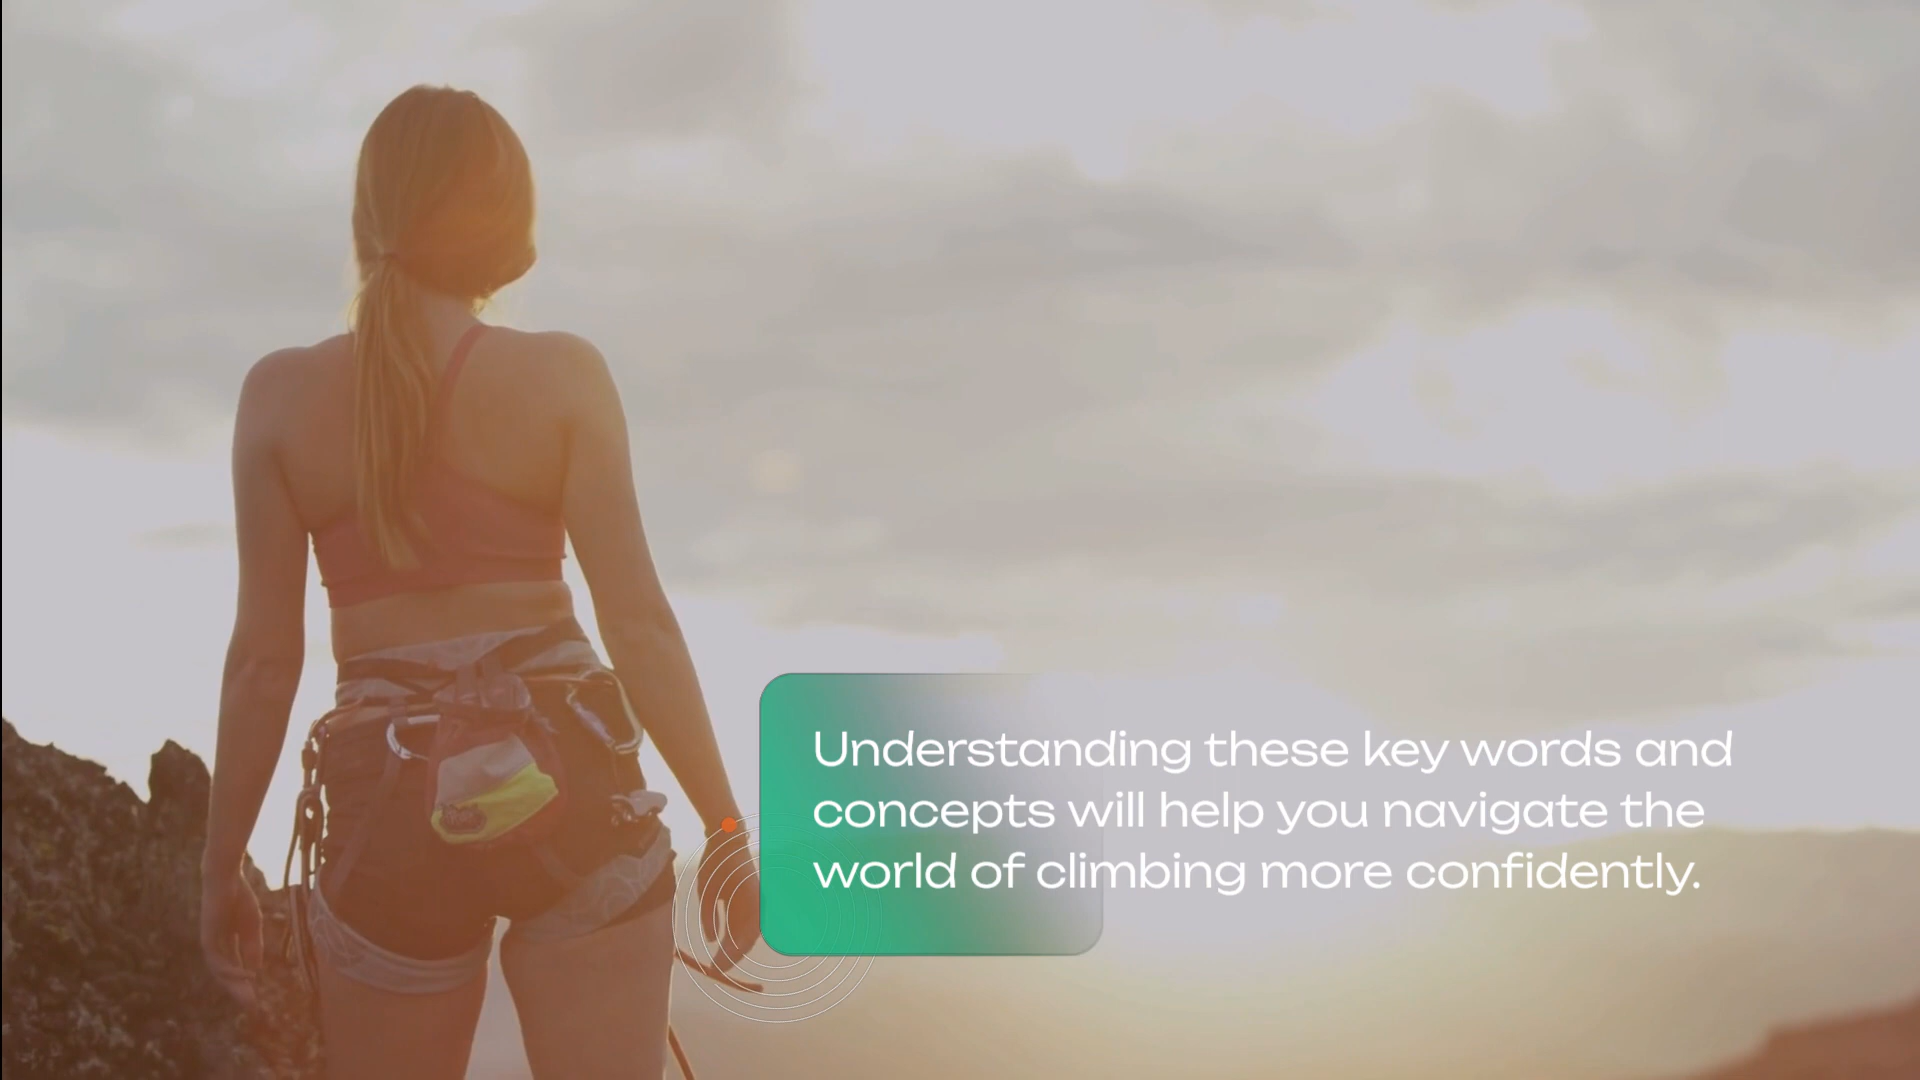 Understanding these key words and
concepts will help you navigate the
world of climbing more confidently.